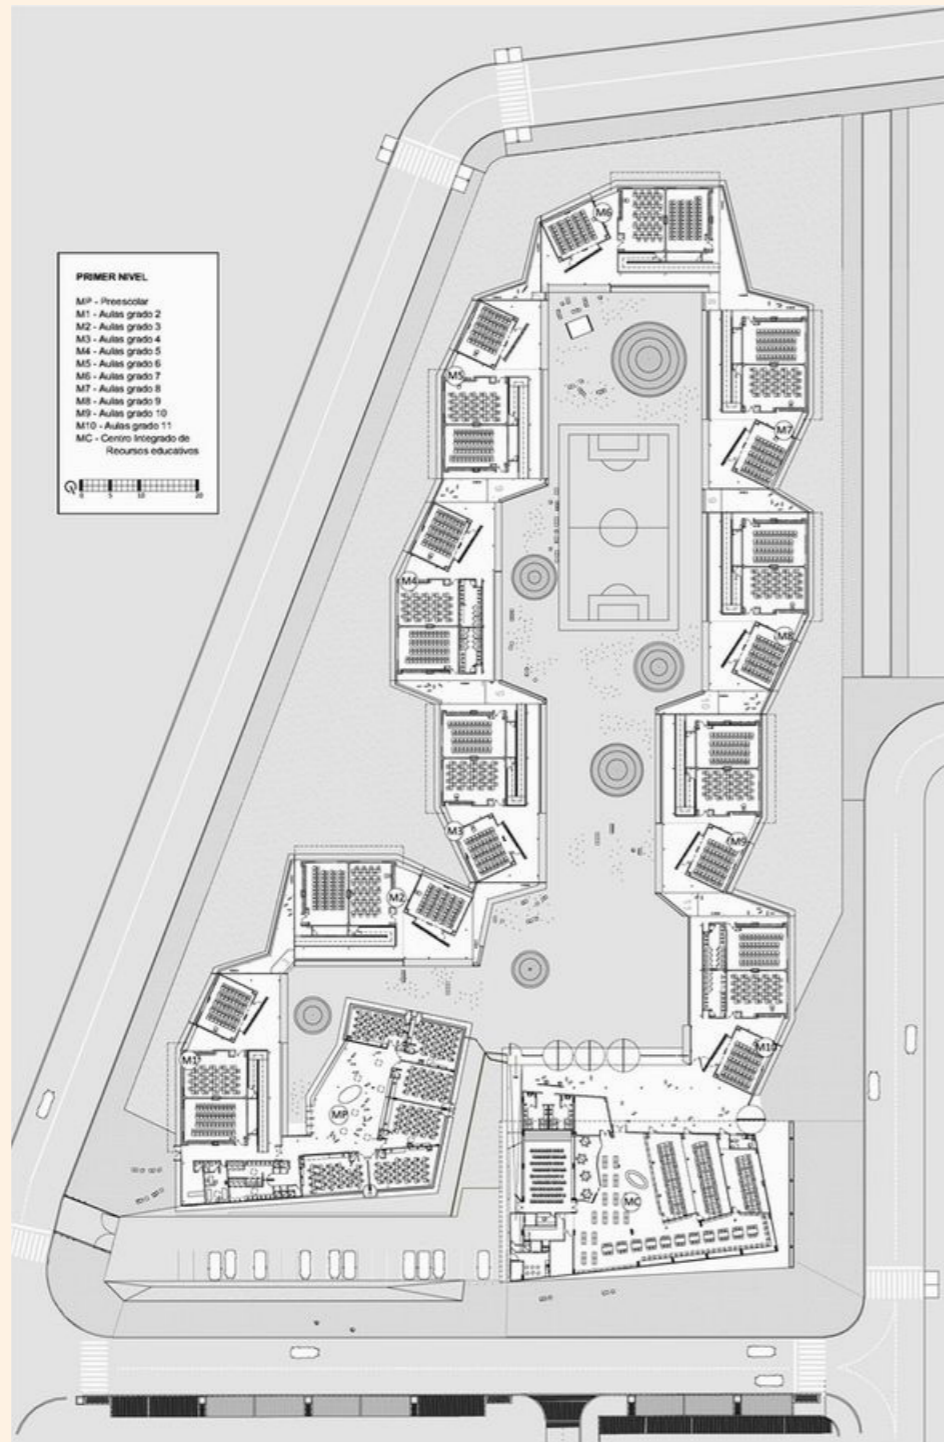 PRIMER NIVEL
MP - Preescolar
M1 - Aulas grado 2
M2 - Aulas grado 3
M3 - Aulas grado 4
M4 - Aulas grado 5
M5 - Aulas grado 6
M6 - Aulas grado 7
M7 - Aulas grado 8
M8 - Aulas grado 9
M9 - Aulas grado 10
M10 - Aulas grado 11
MC - Centro Integrado de
Recursos educativos
0 5 10 20
M6
M5
M7
M4
M8
M3
M9
M2
M1
M10
MP
MC